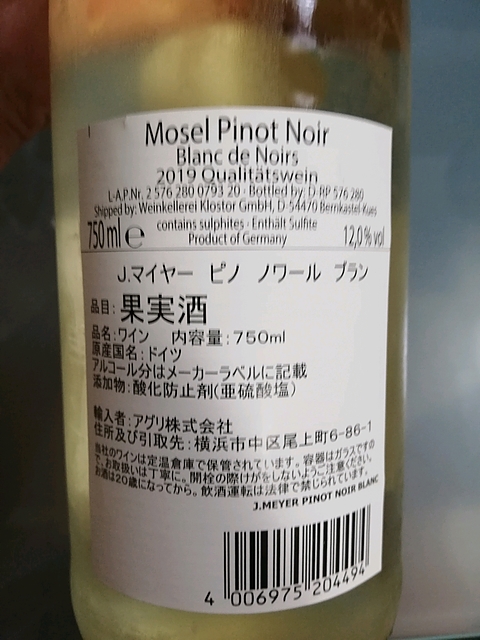 Mosel Pinot Noir
Blanc de Noirs
2019 Qualitätswein
L-A.P.Nr. 2 576 280 0793 20 · Bottled by: D-RP 576 280
Shipped by: Weinkellerei Klostor GmbH, D-54470 Bernkastel-Kues
contains sulphites · Enthält Sulfite
750 ml e Product of Germany 12,0 % vol
J.マイヤー ピノ ノワール ブラン
品目:果実酒
品名:ワイン 内容量:750ml
原産国名:ドイツ
アルコール分はメーカーラベルに記載
添加物:酸化防止剤(亜硫酸塩)
輸入者:アグリ株式会社
住所及び引取先:横浜市中区尾上町6-86-1
当社のワインは定温倉庫で保管されています。容器はガラスですの
で、お取扱いは丁寧に。開栓の際けがをしないようご注意ください。
お酒は20歳になってから。飲酒運転は法律で禁じられています。
J.MEYER PINOT NOIR BLANC
4 006975 204494